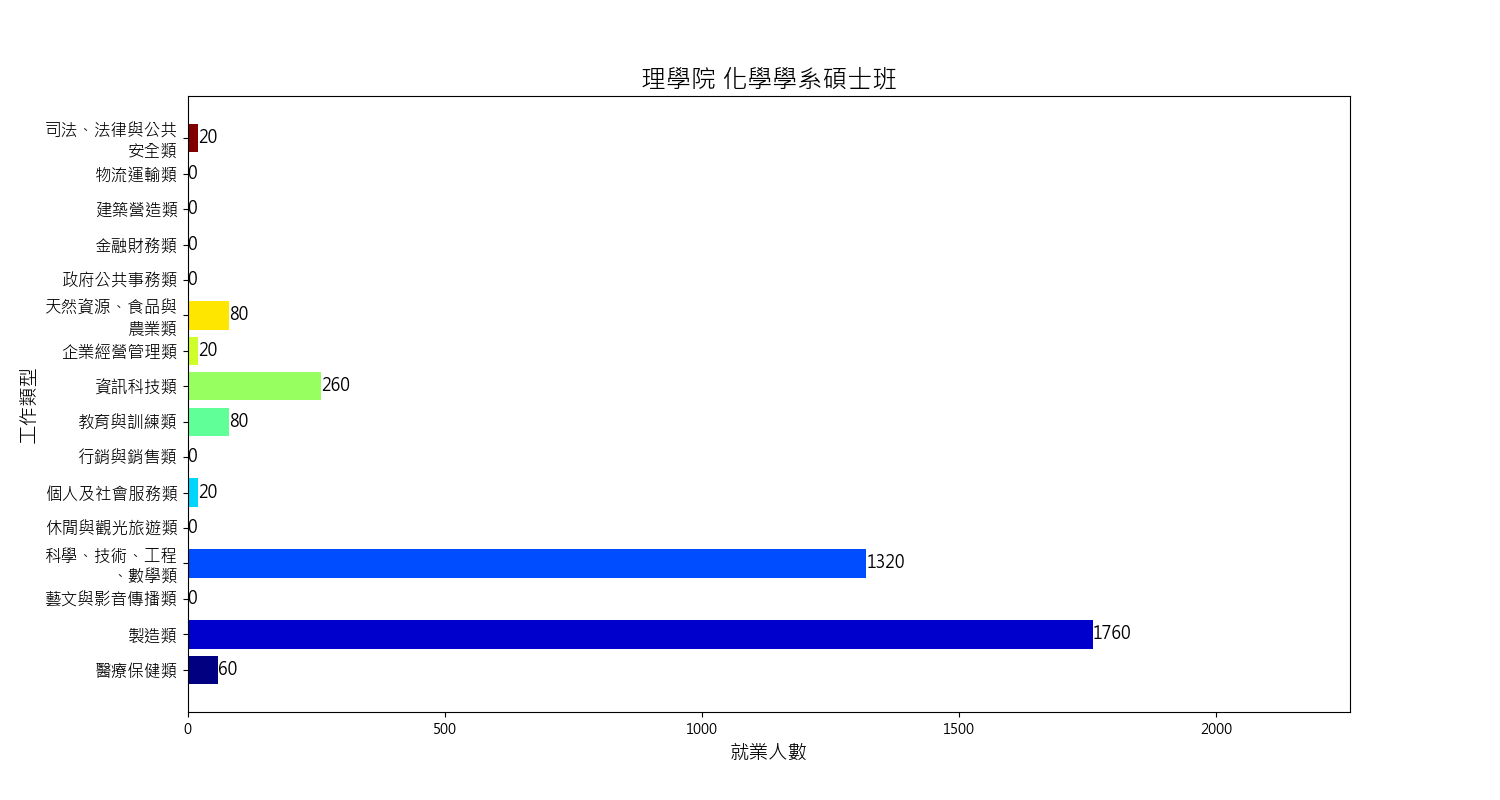 理學院 化學學系碩士班
司法、法律與公共
安全類
20
物流運輸類
0
建築營造類
0
金融財務類
0
政府公共事務類
0
天然資源、食品與
農業類
80
企業經營管理類
20
資訊科技類
260
教育與訓練類
80
行銷與銷售類
0
個人及社會服務類
20
休閒與觀光旅遊類
0
科學、技術、工程
、數學類
1320
藝文與影音傳播類
0
製造類
1760
醫療保健類
60
工作類型
0 500 1000 1500 2000
就業人數